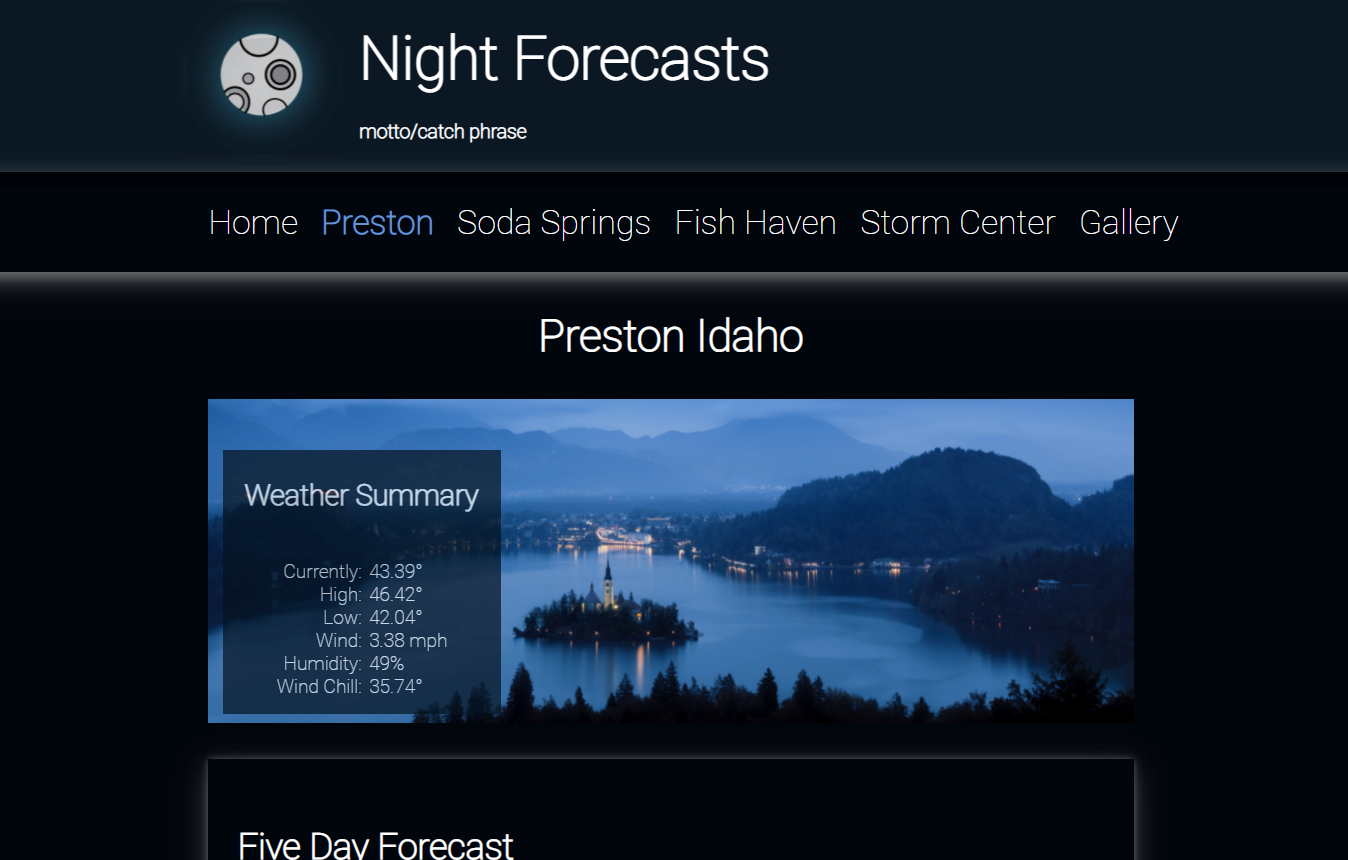 Night Forecasts
motto/catch phrase
Home Preston Soda Springs Fish Haven Storm Center Gallery
Preston Idaho
Weather Summary
Currently: 43.39°
High: 46.42°
Low: 42.04°
Wind: 3.38 mph
Humidity: 49%
Wind Chill: 35.74°
Five Day Forecast